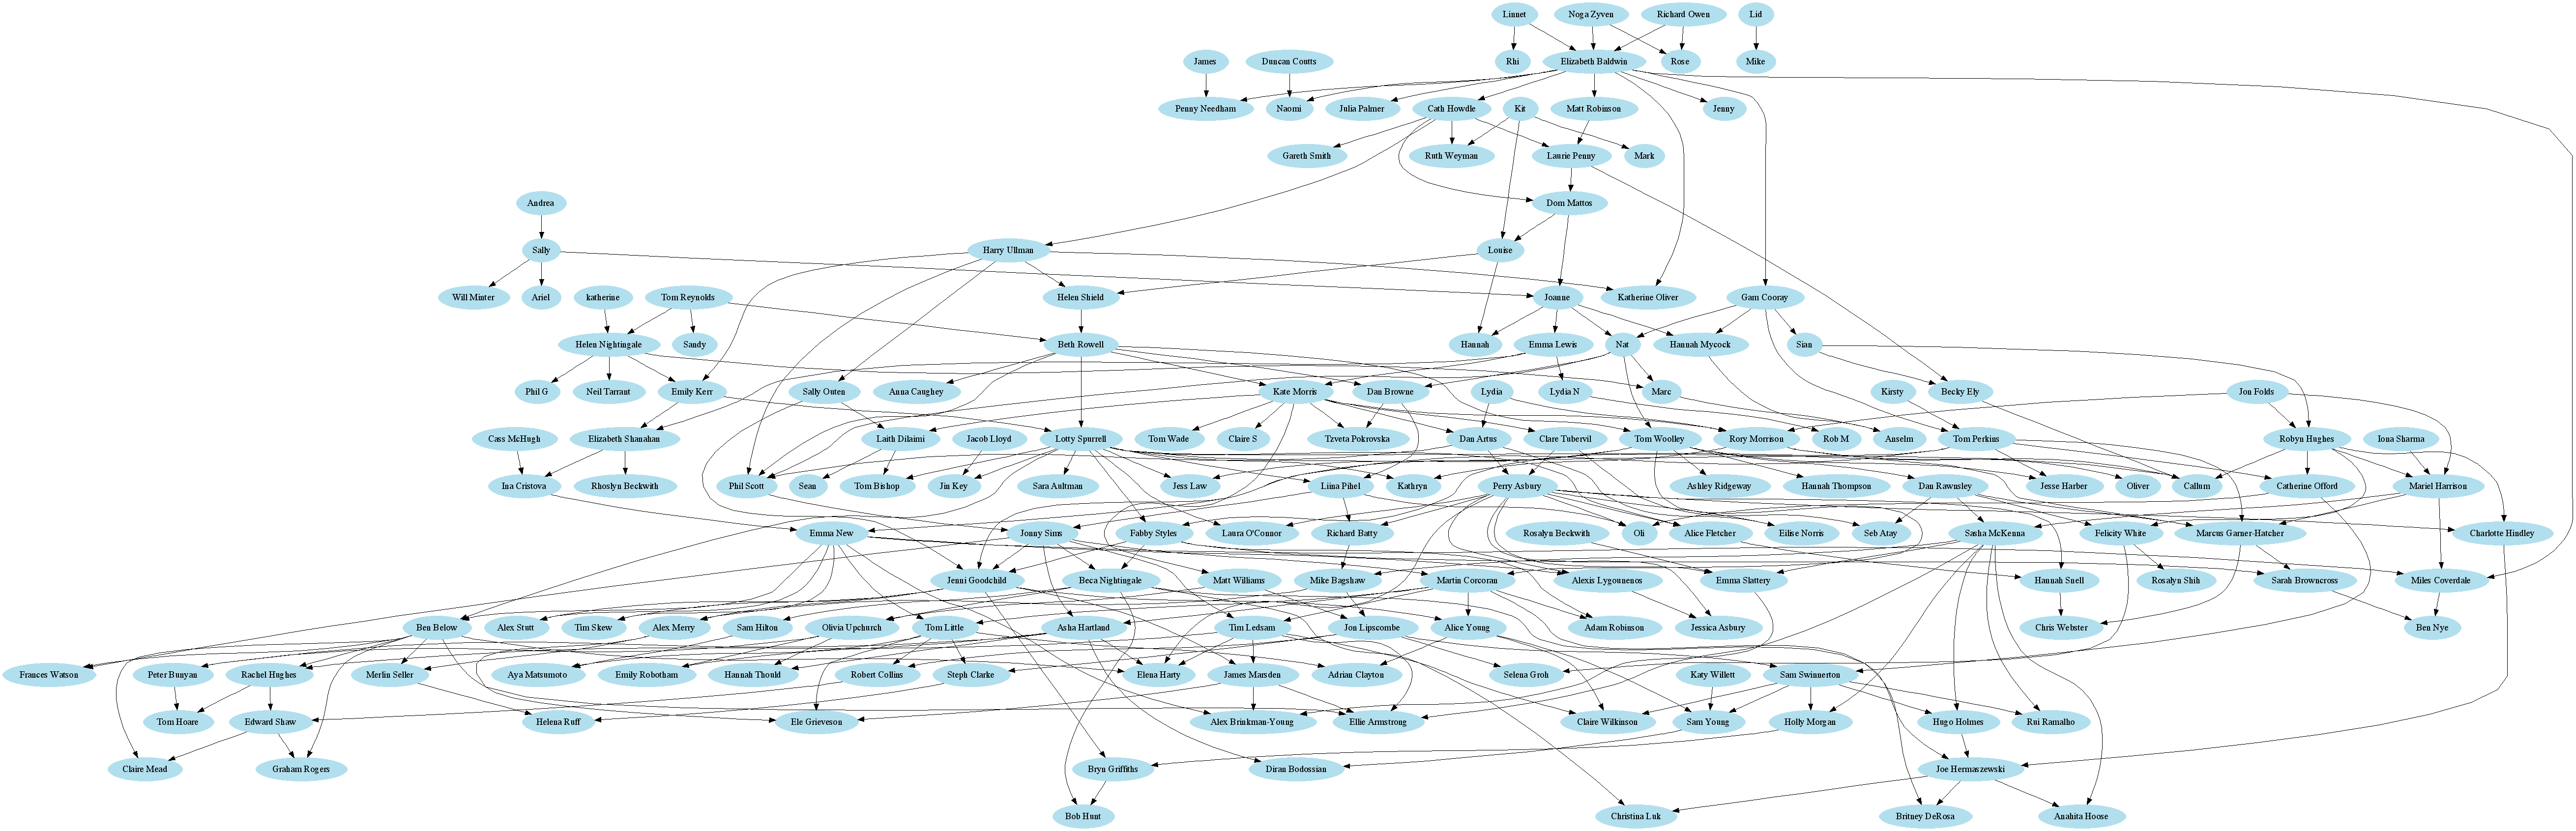 Linnet
Noga Zyven
Richard Owen
Lid
James
Duncan Coutts
Rhi
Elizabeth Baldwin
Rose
Mike
Penny Needham
Naomi
Julia Palmer
Cath Howdle
Kit
Matt Robinson
Jenny
Gareth Smith
Ruth Weyman
Laurie Penny
Mark
Andrea
Dom Mattos
Sally
Harry Ullman
Louise
Will Minter
Ariel
katherine
Tom Reynolds
Helen Shield
Joanne
Katherine Oliver
Gam Cooray
Helen Nightingale
Sandy
Beth Rowell
Hannah
Emma Lewis
Nat
Hannah Mycock
Sian
Phil G
Neil Tarraut
Emily Kerr
Sally Outen
Anna Caughey
Kate Morris
Dan Browne
Lydia
Lydia N
Marc
Kirsty
Becky Ely
Jon Folds
Cass McHugh
Elizabeth Shanahan
Laith Dilaimi
Jacob Lloyd
Lotty Spurrell
Tom Wade
Claire S
Tzveta Pokrovska
Dan Artus
Clare Tubervil
Tom Woolley
Rory Morrison
Rob M
Anselm
Tom Perkins
Robyn Hughes
Iona Sharma
Ina Cristova
Rhoslyn Beckwith
Phil Scott
Sean
Tom Bishop
Jin Key
Sara Aultman
Jess Law
Liina Pihel
Kathryn
Perry Asbury
Ashley Ridgeway
Hannah Thompson
Dan Rawnsley
Jesse Harber
Oliver
Callum
Catherine Offord
Mariel Harrison
Emma New
Jonny Sims
Fabby Styles
Laura O'Connor
Richard Batty
Rosalyn Beckwith
Oli
Alice Fletcher
Eilise Norris
Seb Atay
Sasha McKenna
Felicity White
Marcus Garner-Hatcher
Charlotte Hindley
Jenni Goodchild
Beca Nightingale
Matt Williams
Mike Bagshaw
Martin Corcoran
Alexis Lygouenos
Emma Slattery
Hannah Snell
Rosalyn Shih
Sarah Browncross
Miles Coverdale
Ben Below
Alex Stutt
Tim Skew
Alex Merry
Sam Hilton
Olivia Upchurch
Tom Little
Asha Hartland
Tim Ledsam
Jon Lipscombe
Alice Young
Adam Robinson
Jessica Asbury
Chris Webster
Ben Nye
Frances Watson
Peter Bunyan
Rachel Hughes
Merlin Seller
Aya Matsumoto
Emily Robotham
Hannah Thould
Robert Collins
Steph Clarke
Elena Harty
James Marsden
Adrian Clayton
Selena Groh
Katy Willett
Sam Swinnerton
Tom Hoare
Edward Shaw
Helena Ruff
Ele Grieveson
Alex Brinkman-Young
Ellie Armstrong
Claire Wilkinson
Sam Young
Holly Morgan
Hugo Holmes
Rui Ramalho
Claire Mead
Graham Rogers
Bryn Griffiths
Diran Bodossian
Joe Hermaszewski
Bob Hunt
Christina Luk
Britney DeRosa
Anahita Hoose